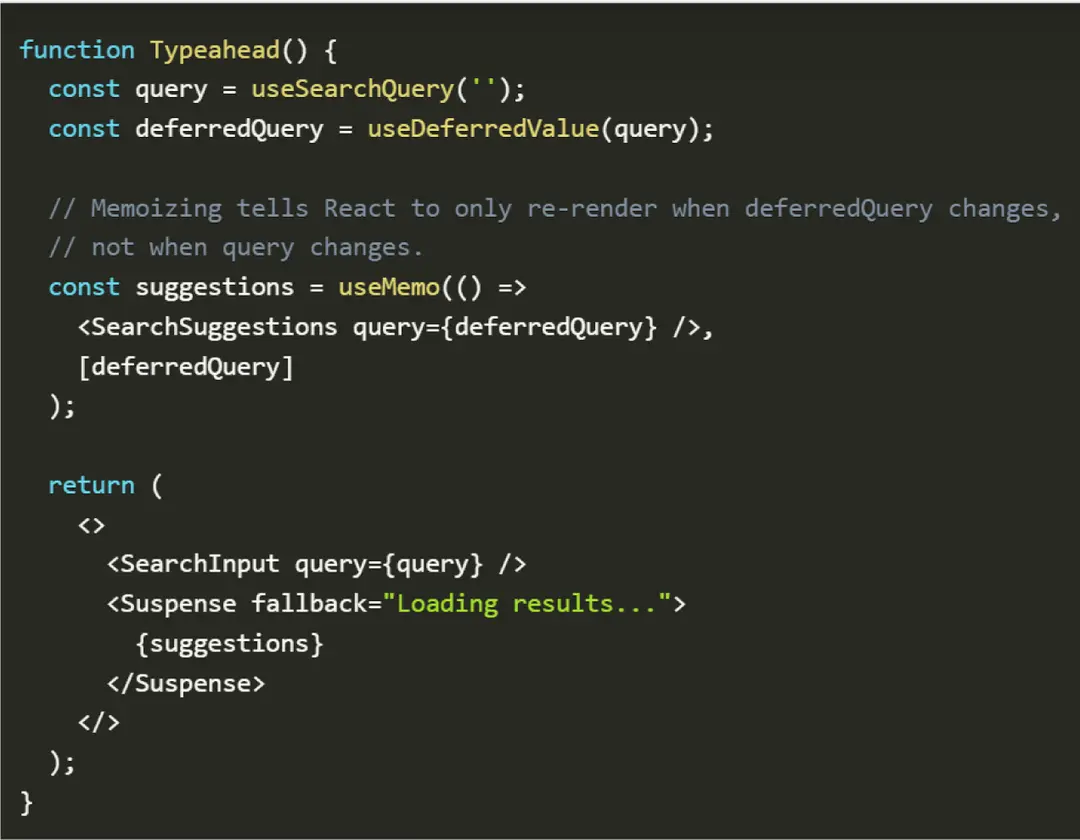 function Typeahead() {
  const query = useSearchQuery('');
  const deferredQuery = useDeferredValue(query);

  // Memoizing tells React to only re-render when deferredQuery changes,
  // not when query changes.
  const suggestions = useMemo(() =>
    <SearchSuggestions query={deferredQuery} />,
    [deferredQuery]
  );

  return (
    <>
      <SearchInput query={query} />
      <Suspense fallback="Loading results...">
        {suggestions}
      </Suspense>
    </>
  );
}